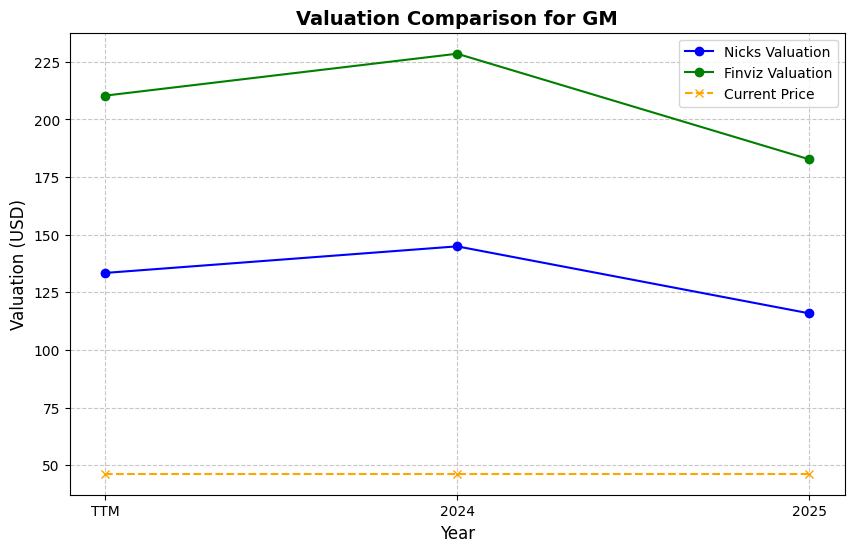 Valuation Comparison for GM
Nicks Valuation
Finviz Valuation
Current Price
Valuation (USD)
225
200
175
150
125
100
75
50
TTM
2024
2025
Year